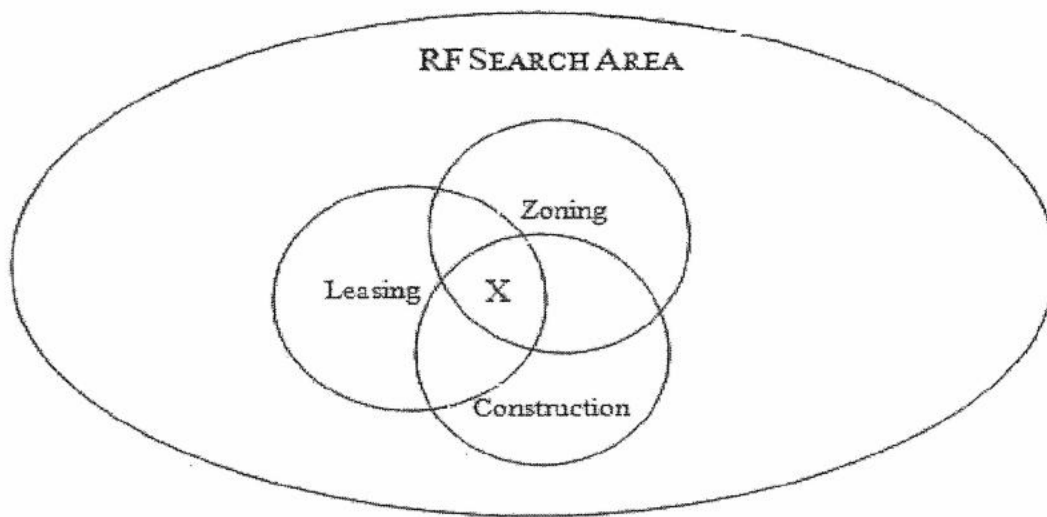 RF SEARCH AREA
Zoning
Leasing
X
Construction